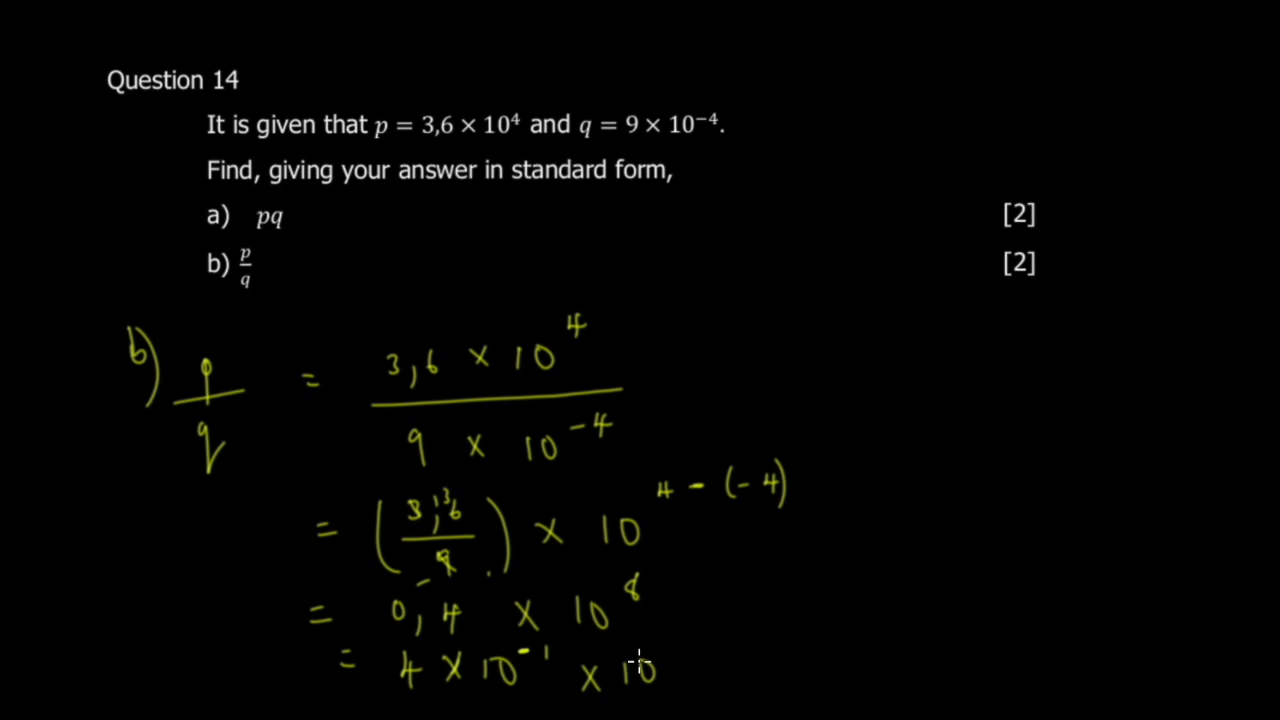 Question 14
It is given that p = 3,6 × 10⁴ and q = 9 × 10⁻⁴.
Find, giving your answer in standard form,
a) pq [2]
b) p/q [2]
b) p/q = (3,6 × 10⁴)/(9 × 10⁻⁴)
= (3,6/9) × 10⁴⁻⁽⁻⁴⁾
= 0,4 × 10⁸
= 4 × 10⁻¹ × 10